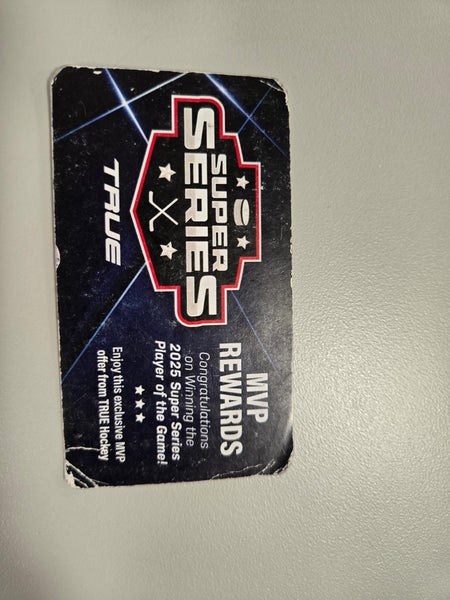 SUPER
SERIES
TRUE
MVP
REWARDS
Congratulations
on Winning the
2025 Super Series
Player of the Game!
Enjoy this exclusive MVP
offer from TRUE Hockey